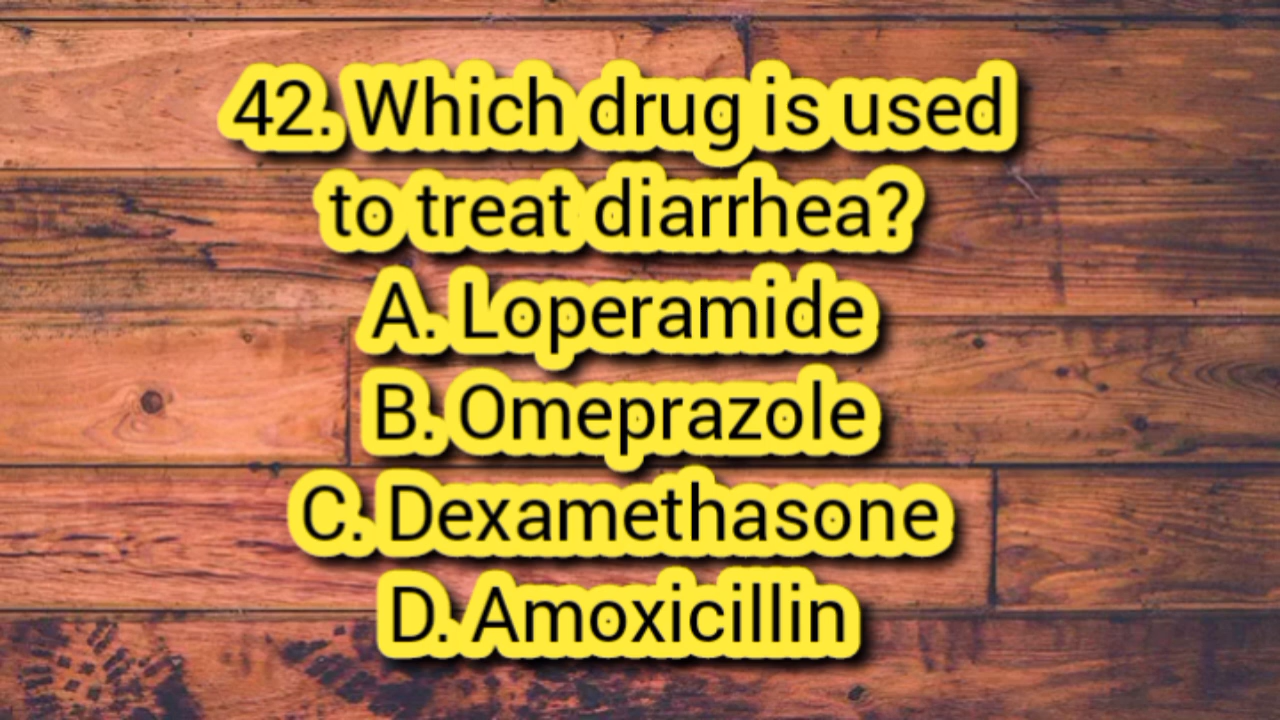 42. Which drug is used
to treat diarrhea?
A. Loperamide
B. Omeprazole
C. Dexamethasone
D. Amoxicillin